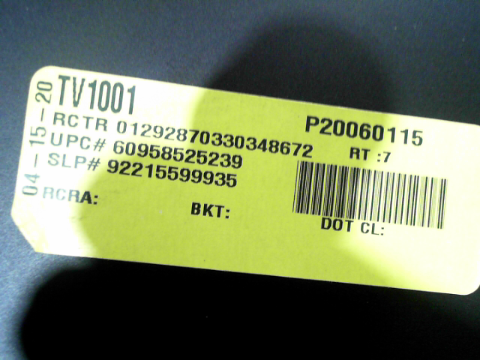 TV1001
P20060115
RCTR 01292870330348672
RT :7
UPC# 60958525239
SLP# 92215599935
RCRA:
BKT:
DOT CL:
04-15-20